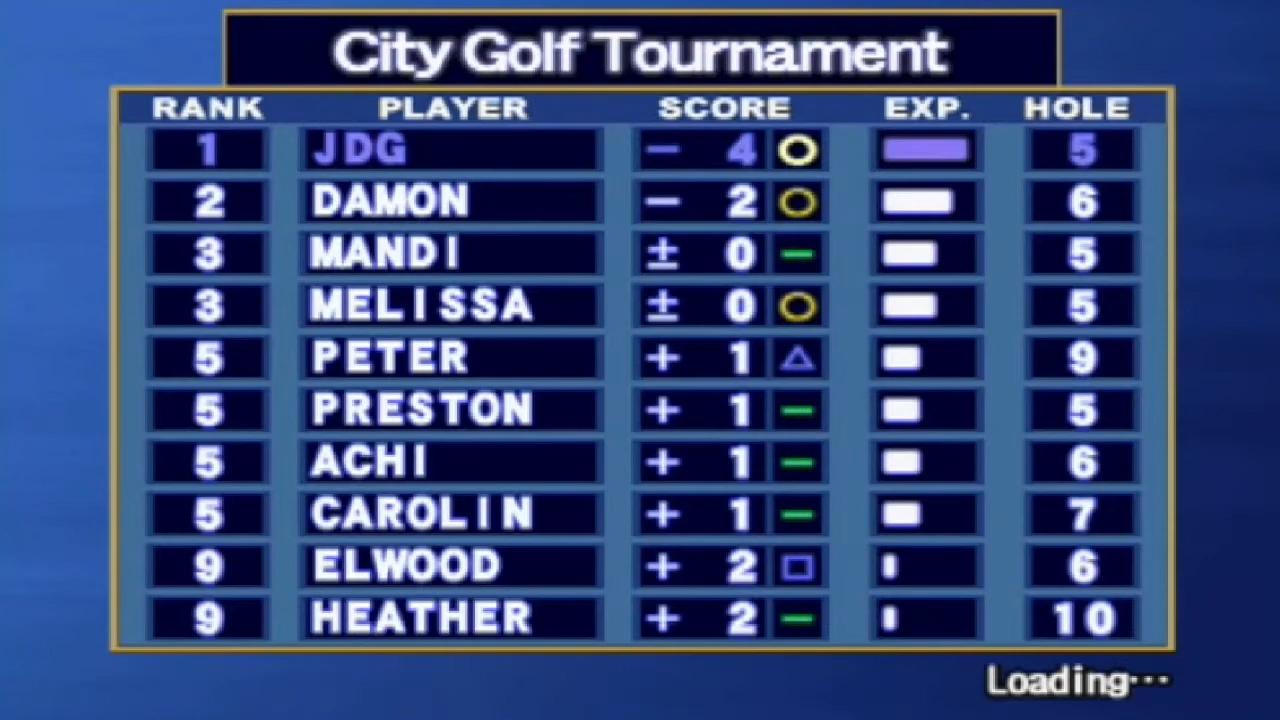 City Golf Tournament
RANK PLAYER SCORE EXP. HOLE
1 JDG - 4 ○ 5
2 DAMON - 2 ○ 6
3 MANDI ± 0 - 5
3 MELISSA ± 0 ○ 5
5 PETER + 1 △ 9
5 PRESTON + 1 - 5
5 ACHI + 1 - 6
5 CAROLIN + 1 - 7
9 ELWOOD + 2 □ 6
9 HEATHER + 2 - 10
Loading···